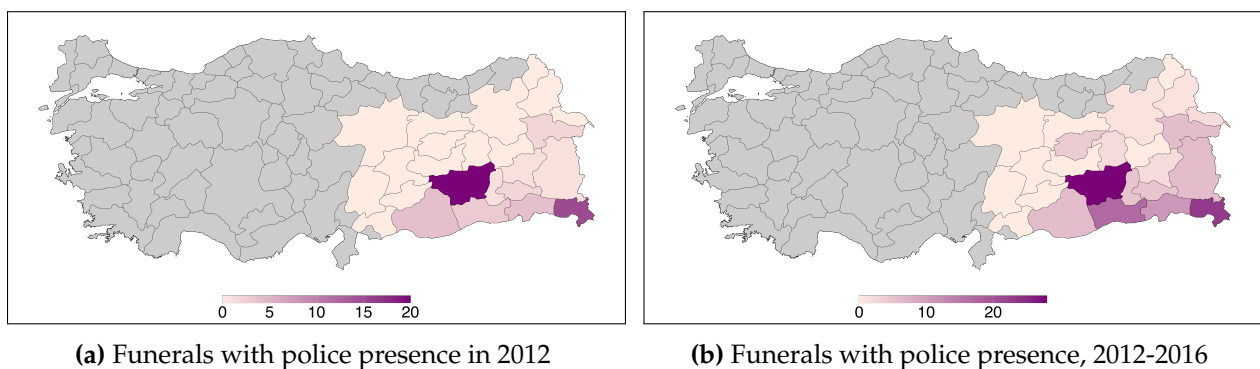 0 5 10 15 20
0 10 20
(a) Funerals with police presence in 2012
(b) Funerals with police presence, 2012-2016